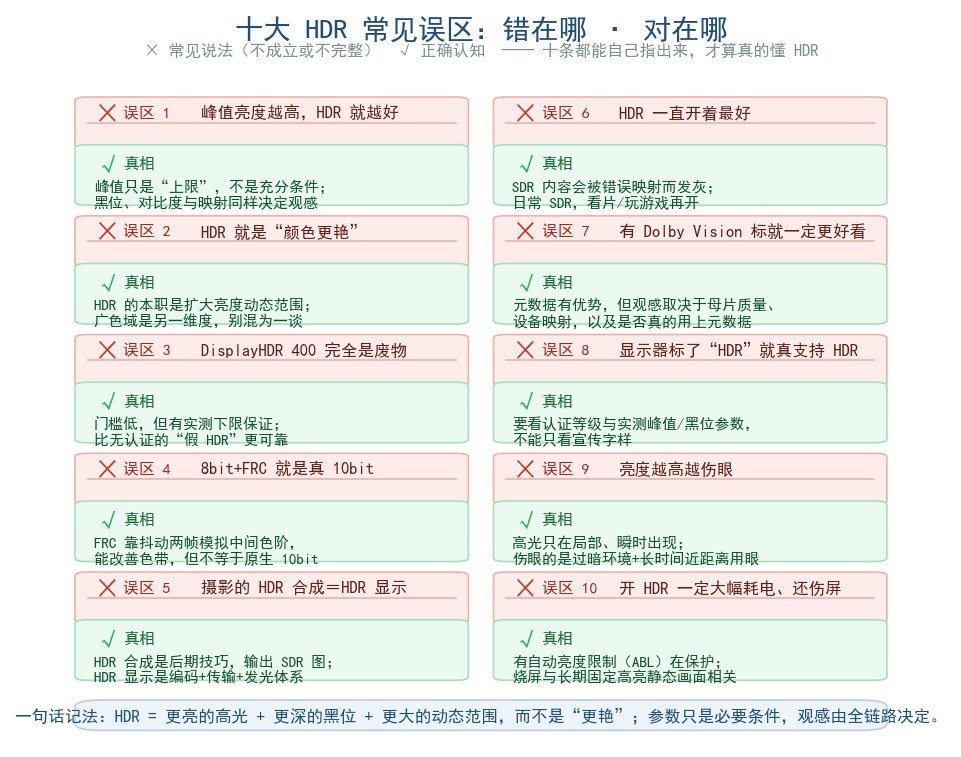 十大 HDR 常见误区：错在哪 · 对在哪
× 常见说法（不成立或不完整） √ 正确认知 —— 十条都能自己指出来，才算真的懂 HDR
╳ 误区 1 峰值亮度越高，HDR 就越好
√ 真相
峰值只是“上限”，不是充分条件；
黑位、对比度与映射同样决定观感
╳ 误区 2 HDR 就是“颜色更艳”
√ 真相
HDR 的本职是扩大亮度动态范围；
广色域是另一维度，别混为一谈
╳ 误区 3 DisplayHDR 400 完全是废物
√ 真相
门槛低，但有实测下限保证；
比无认证的“假 HDR”更可靠
╳ 误区 4 8bit+FRC 就是真 10bit
√ 真相
FRC 靠抖动两帧模拟中间色阶，
能改善色带，但不等于原生 10bit
╳ 误区 5 摄影的 HDR 合成＝HDR 显示
√ 真相
HDR 合成是后期技巧，输出 SDR 图；
HDR 显示是编码+传输+发光体系
╳ 误区 6 HDR 一直开着最好
√ 真相
SDR 内容会被错误映射而发灰；
日常 SDR，看片/玩游戏再开
╳ 误区 7 有 Dolby Vision 标就一定更好看
√ 真相
元数据有优势，但观感取决于母片质量、
设备映射，以及是否真的用上元数据
╳ 误区 8 显示器标了“HDR”就真支持 HDR
√ 真相
要看认证等级与实测峰值/黑位参数，
不能只看宣传字样
╳ 误区 9 亮度越高越伤眼
√ 真相
高光只在局部、瞬时出现；
伤眼的是过暗环境+长时间近距离用眼
╳ 误区 10 开 HDR 一定大幅耗电、还伤屏
√ 真相
有自动亮度限制（ABL）在保护；
烧屏与长期固定高亮静态画面相关
一句话记法：HDR = 更亮的高光 + 更深的黑位 + 更大的动态范围，而不是“更艳”；参数只是必要条件，观感由全链路决定。